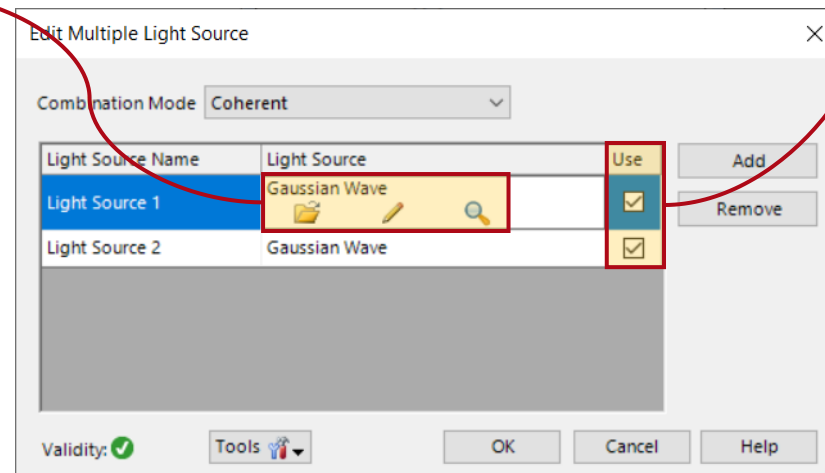 Edit Multiple Light Source
Combination Mode Coherent
Light Source Name Light Source Use Add
Light Source 1 Gaussian Wave Remove
Light Source 2 Gaussian Wave
Validity: Tools OK Cancel Help